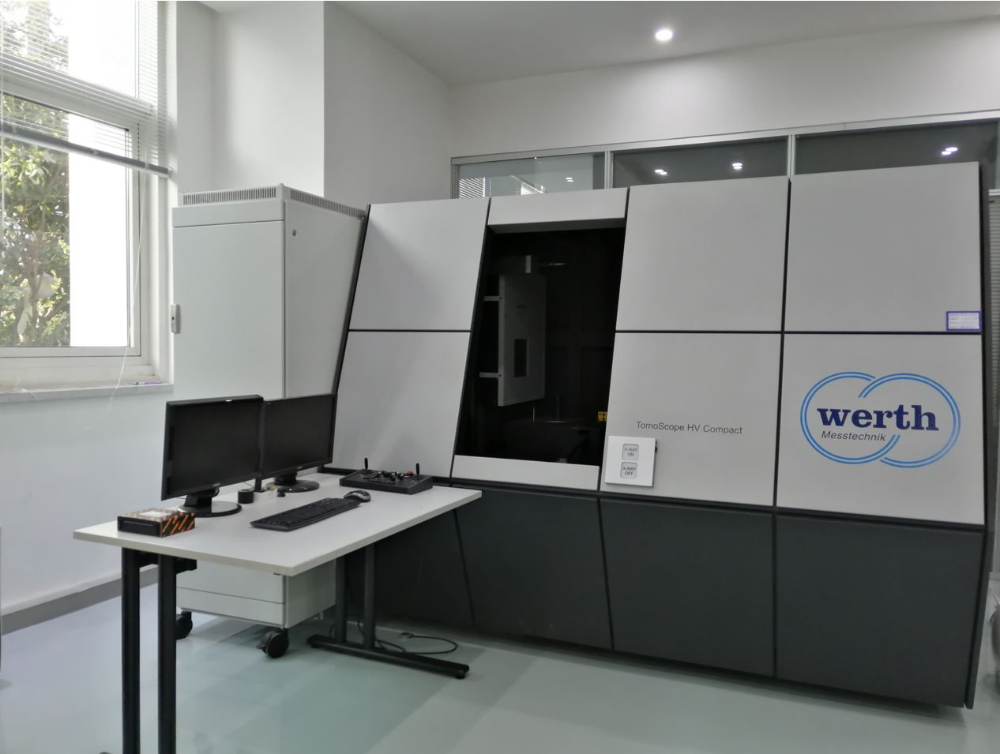 TomoScope HV Compact
X-RAY
ON
X-RAY
OFF
werth
Messtechnik